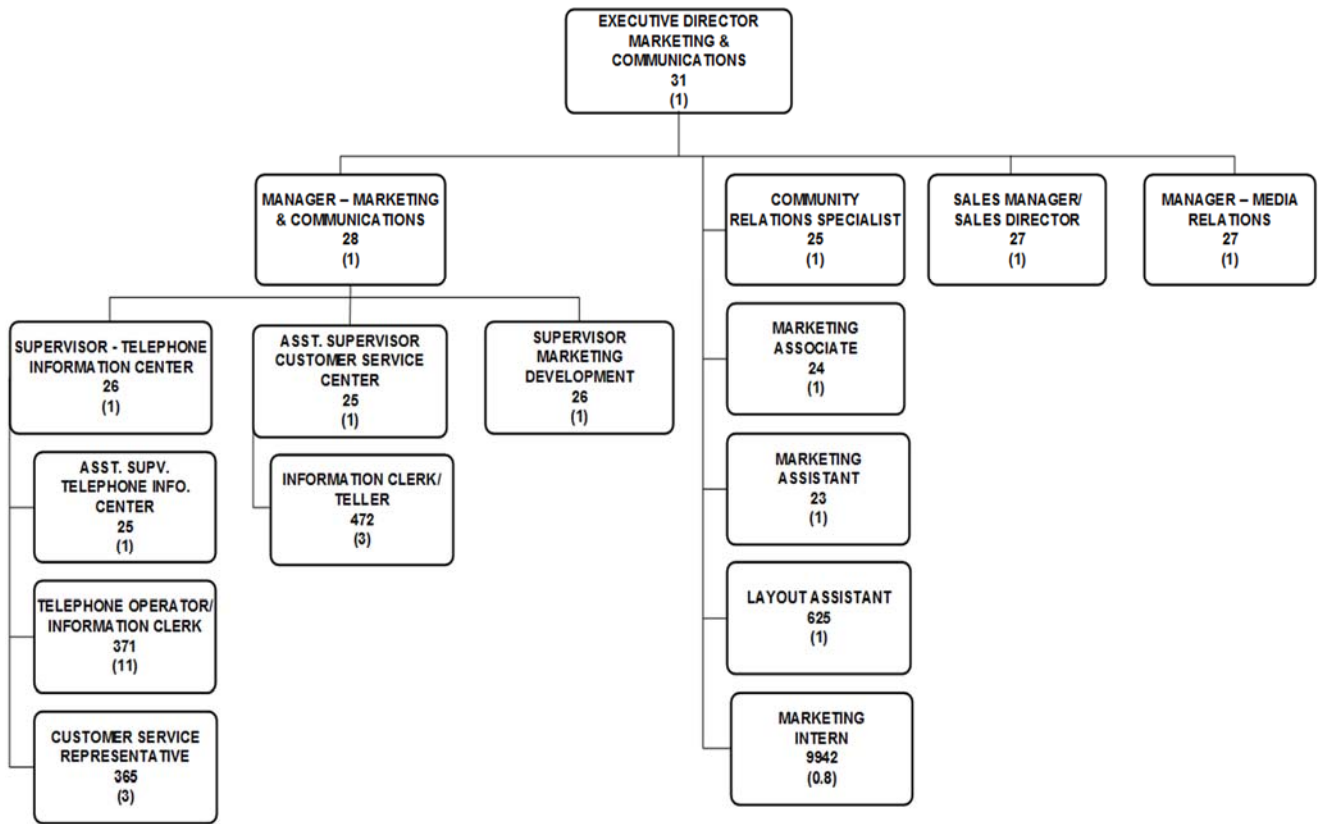 EXECUTIVE DIRECTOR
MARKETING &
COMMUNICATIONS
31
(1)
MANAGER – MARKETING
& COMMUNICATIONS
28
(1)
COMMUNITY
RELATIONS SPECIALIST
25
(1)
SALES MANAGER/
SALES DIRECTOR
27
(1)
MANAGER – MEDIA
RELATIONS
27
(1)
SUPERVISOR - TELEPHONE
INFORMATION CENTER
26
(1)
ASST. SUPERVISOR
CUSTOMER SERVICE
CENTER
25
(1)
SUPERVISOR
MARKETING
DEVELOPMENT
26
(1)
MARKETING
ASSOCIATE
24
(1)
ASST. SUPV.
TELEPHONE INFO.
CENTER
25
(1)
INFORMATION CLERK/
TELLER
472
(3)
MARKETING
ASSISTANT
23
(1)
TELEPHONE OPERATOR/
INFORMATION CLERK
371
(11)
LAYOUT ASSISTANT
625
(1)
CUSTOMER SERVICE
REPRESENTATIVE
365
(3)
MARKETING
INTERN
9942
(0.8)